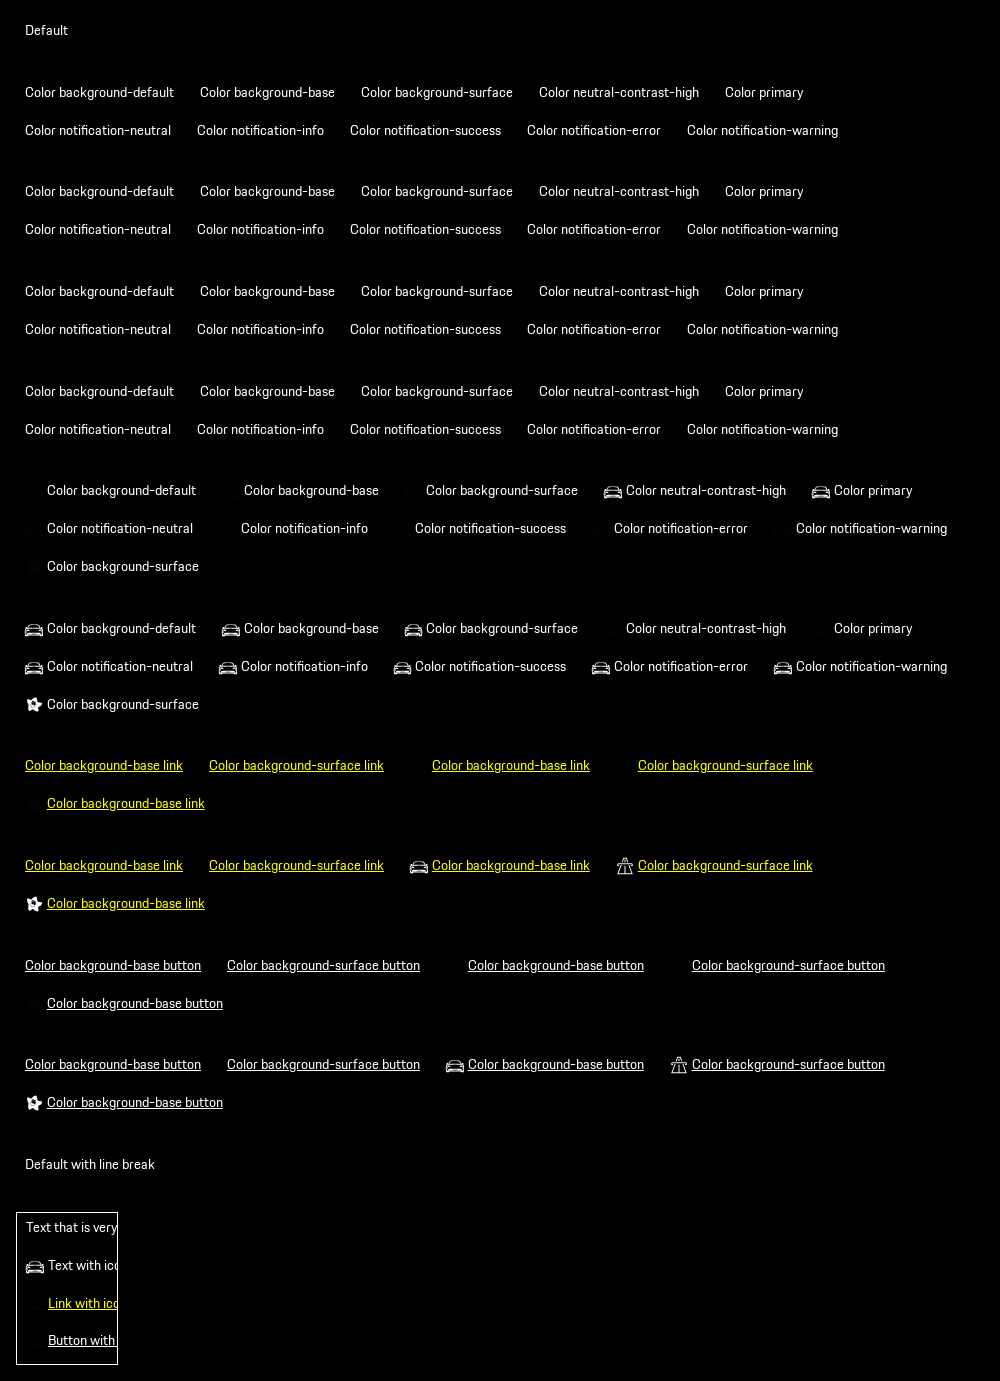 Default
Color background-default Color background-base Color background-surface Color neutral-contrast-high Color primary
Color notification-neutral Color notification-info Color notification-success Color notification-error Color notification-warning
Color background-default Color background-base Color background-surface Color neutral-contrast-high Color primary
Color notification-neutral Color notification-info Color notification-success Color notification-error Color notification-warning
Color background-default Color background-base Color background-surface Color neutral-contrast-high Color primary
Color notification-neutral Color notification-info Color notification-success Color notification-error Color notification-warning
Color background-default Color background-base Color background-surface Color neutral-contrast-high Color primary
Color notification-neutral Color notification-info Color notification-success Color notification-error Color notification-warning
Color background-default Color background-base Color background-surface Color neutral-contrast-high Color primary
Color notification-neutral Color notification-info Color notification-success Color notification-error Color notification-warning
Color background-surface
Color background-default Color background-base Color background-surface Color neutral-contrast-high Color primary
Color notification-neutral Color notification-info Color notification-success Color notification-error Color notification-warning
Color background-surface
Color background-base link Color background-surface link Color background-base link Color background-surface link
Color background-base link
Color background-base link Color background-surface link Color background-base link Color background-surface link
Color background-base link
Color background-base button Color background-surface button Color background-base button Color background-surface button
Color background-base button
Color background-base button Color background-surface button Color background-base button Color background-surface button
Color background-base button
Default with line break
Text that is very
Text with ico
Link with ico
Button with